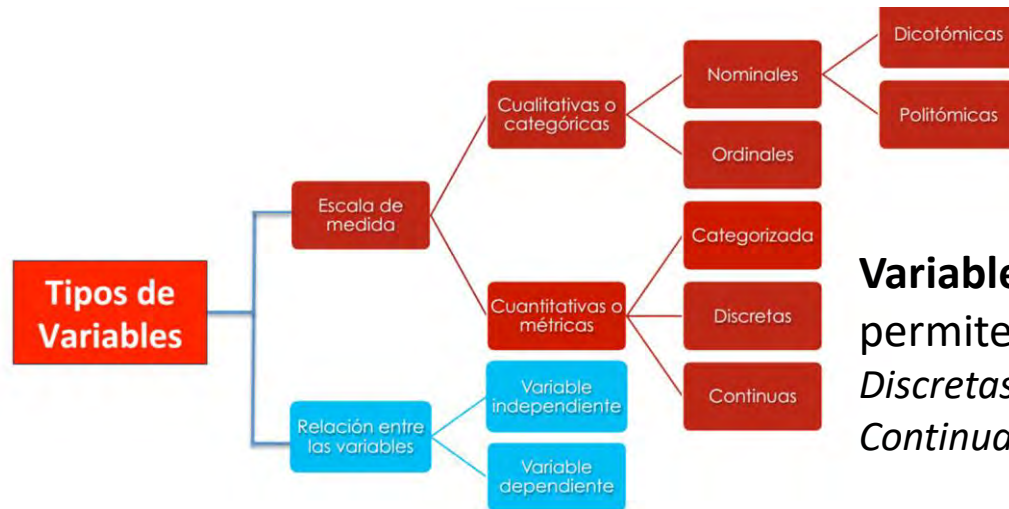 Tipos de
Variables
Escala de
medida
Cualitativas o
categóricas
Nominales
Dicotómicas
Politómicas
Ordinales
Cuantitativas o
métricas
Categorizada
Discretas
Continuas
Relación entre
las variables
Variable
independiente
Variable
dependiente
Variable
permite
Discretas